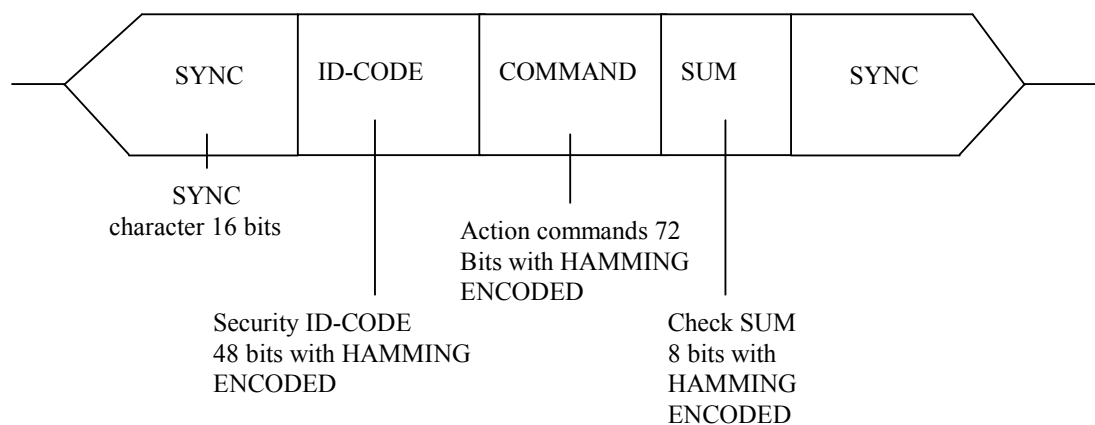 SYNC
ID-CODE
COMMAND
SUM
SYNC
SYNC
character 16 bits
Action commands 72
Bits with HAMMING
ENCODED
Security ID-CODE
48 bits with HAMMING
ENCODED
Check SUM
8 bits with
HAMMING
ENCODED